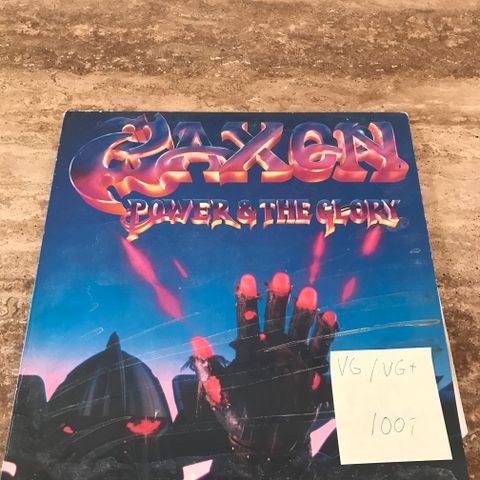 SAXON
POWER & THE GLORY
VG / VG+
100;